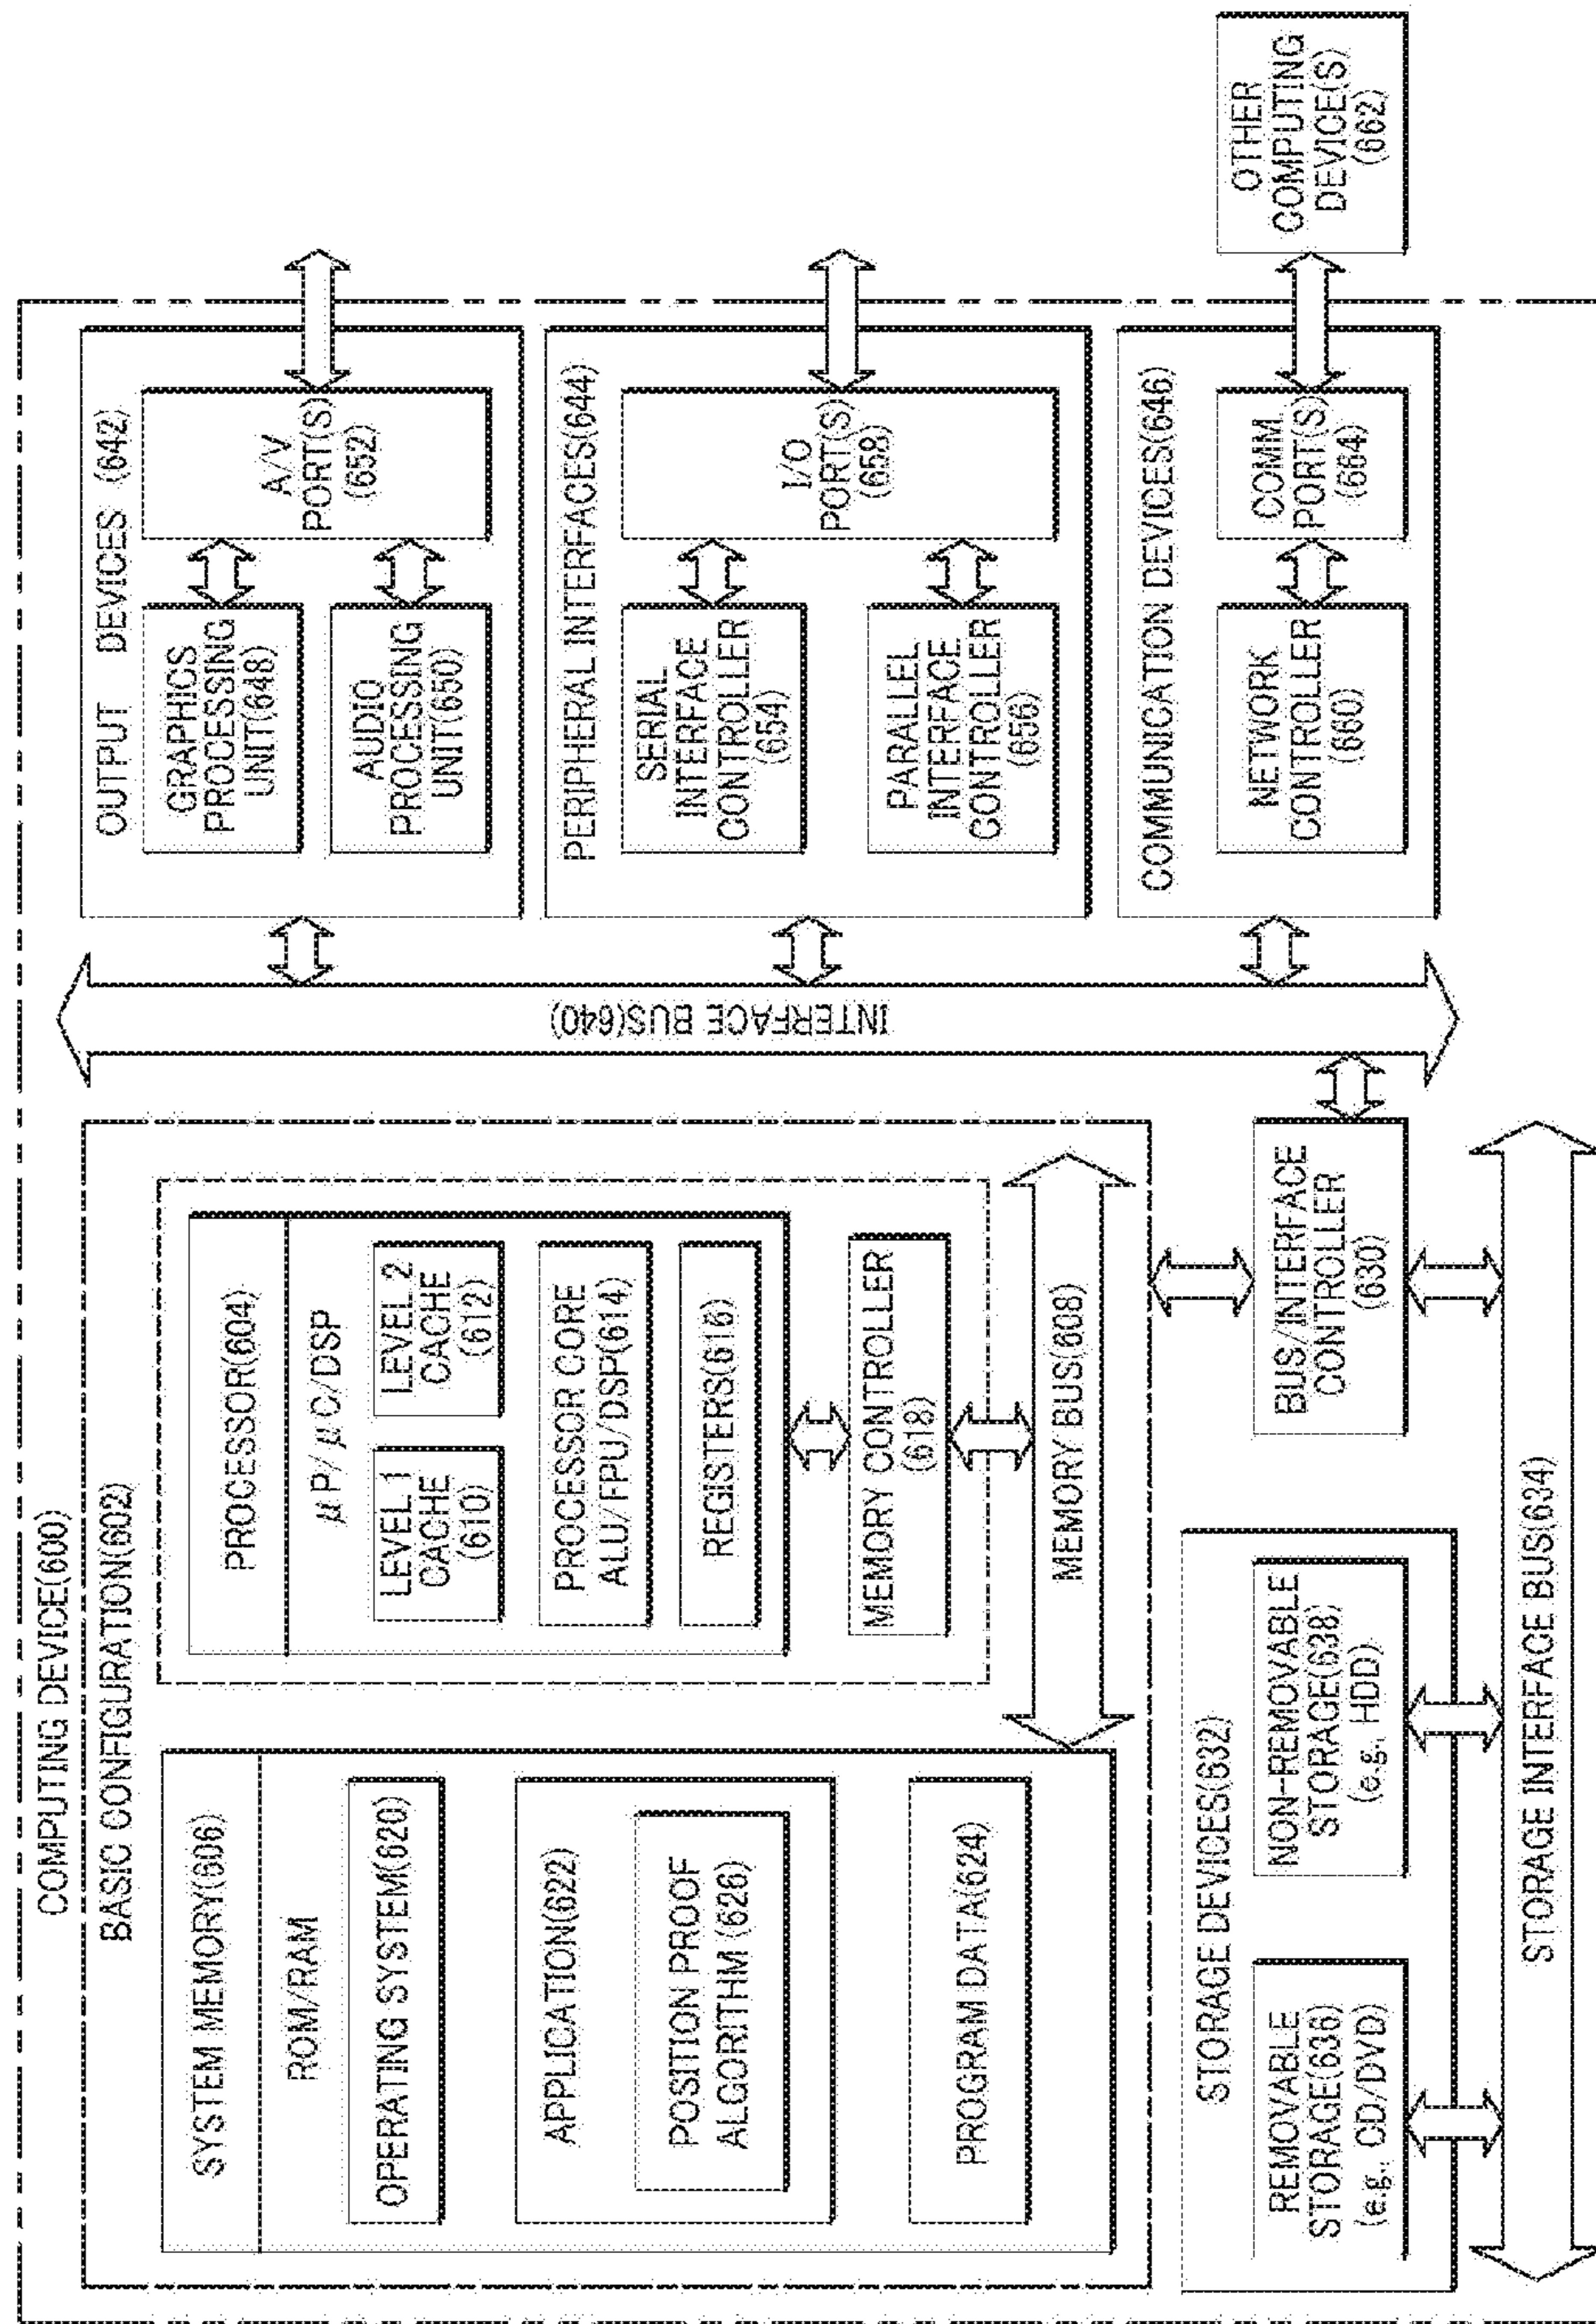 COMPUTING DEVICE(600)
BASIC CONFIGURATION(602)
SYSTEM MEMORY(606)
ROM/RAM
OPERATING SYSTEM(620)
APPLICATION(622)
POSITION PROOF
ALGORITHM (626)
PROGRAM DATA(624)
PROCESSOR(604)
μP/μC/DSP
LEVEL 1
CACHE
(610)
LEVEL 2
CACHE
(612)
PROCESSOR CORE
ALU/FPU/DSP(614)
REGISTERS(616)
MEMORY CONTROLLER
(618)
MEMORY BUS(608)
BUS/INTERFACE
CONTROLLER
(630)
STORAGE DEVICES(632)
REMOVABLE
STORAGE(636)
(e.g., CD/DVD)
NON-REMOVABLE
STORAGE(638)
(e.g., HDD)
STORAGE INTERFACE BUS(634)
INTERFACE BUS(640)
OUTPUT DEVICES (642)
GRAPHICS
PROCESSING
UNIT(648)
AUDIO
PROCESSING
UNIT(650)
A/V
PORT(S)
(652)
PERIPHERAL INTERFACES(644)
SERIAL
INTERFACE
CONTROLLER
(654)
PARALLEL
INTERFACE
CONTROLLER
(656)
I/O
PORT(S)
(658)
COMMUNICATION DEVICES(646)
NETWORK
CONTROLLER
(660)
COMM
PORT(S)
(664)
OTHER
COMPUTING
DEVICE(S)
(662)